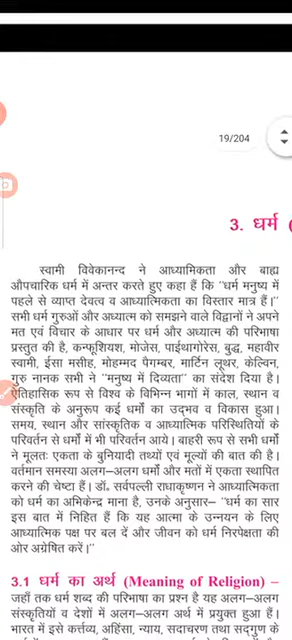 19/204
3. धर्म (
स्वामी विवेकानन्द ने आध्यामिकता और बाह्य
औपचारिक धर्म में अन्तर करते हुए कहा हैं कि ''धर्म मनुष्य में
पहले से व्याप्त देवत्व व आध्यात्मिकता का विस्तार मात्र हैं।''
सभी धर्म गुरुओं और अध्यात्म को समझने वाले विद्वानों ने अपने
मत एवं विचार के आधार पर धर्म और अध्यात्म की परिभाषा
प्रस्तुत की है, कन्फूशियश, मोजेस, पाईथागोरेस, बुद्ध, महावीर
स्वामी, ईसा मसीह, मोहम्मद पैगम्बर, मार्टिन लूथर, केल्विन,
गुरु नानक सभी ने ''मनुष्य में दिव्यता'' का संदेश दिया है।
ऐतिहासिक रूप से विश्व के विभिन्न भागों में काल, स्थान व
संस्कृति के अनुरूप कई धर्मों का उद्भव व विकास हुआ।
समय, स्थान और सांस्कृतिक व आध्यात्मिक परिस्थितियों के
परिवर्तन से धर्मों में भी परिवर्तन आये। बाहरी रूप से सभी धर्मो
ने मूलतः एकता के बुनियादी तथ्यों एवं मूल्यों की बात की है।
वर्तमान समस्या अलग–अलग धर्मों और मतों में एकता स्थापित
करने की चेष्टा हैं। डॉ. सर्वपल्ली राधाकृष्णन ने आध्यात्मिकता
को धर्म का अभिकेन्द्र माना है, उनके अनुसार– ''धर्म का सार
इस बात में निहित हैं कि यह आत्मा के उन्नयन के लिए
आध्यात्मिक पक्ष पर बल दें और जीवन को धर्म निरपेक्षता की
ओर अग्रेषित करें।''
3.1 धर्म का अर्थ (Meaning of Religion) –
जहाँ तक धर्म शब्द की परिभाषा का प्रश्न है यह अलग–अलग
संस्कृतियों व देशों में अलग–अलग अर्थ में प्रयुक्त हुआ हैं।
भारत में इसे कर्त्तव्य, अहिंसा, न्याय, सदाचरण तथा सद्गुण के